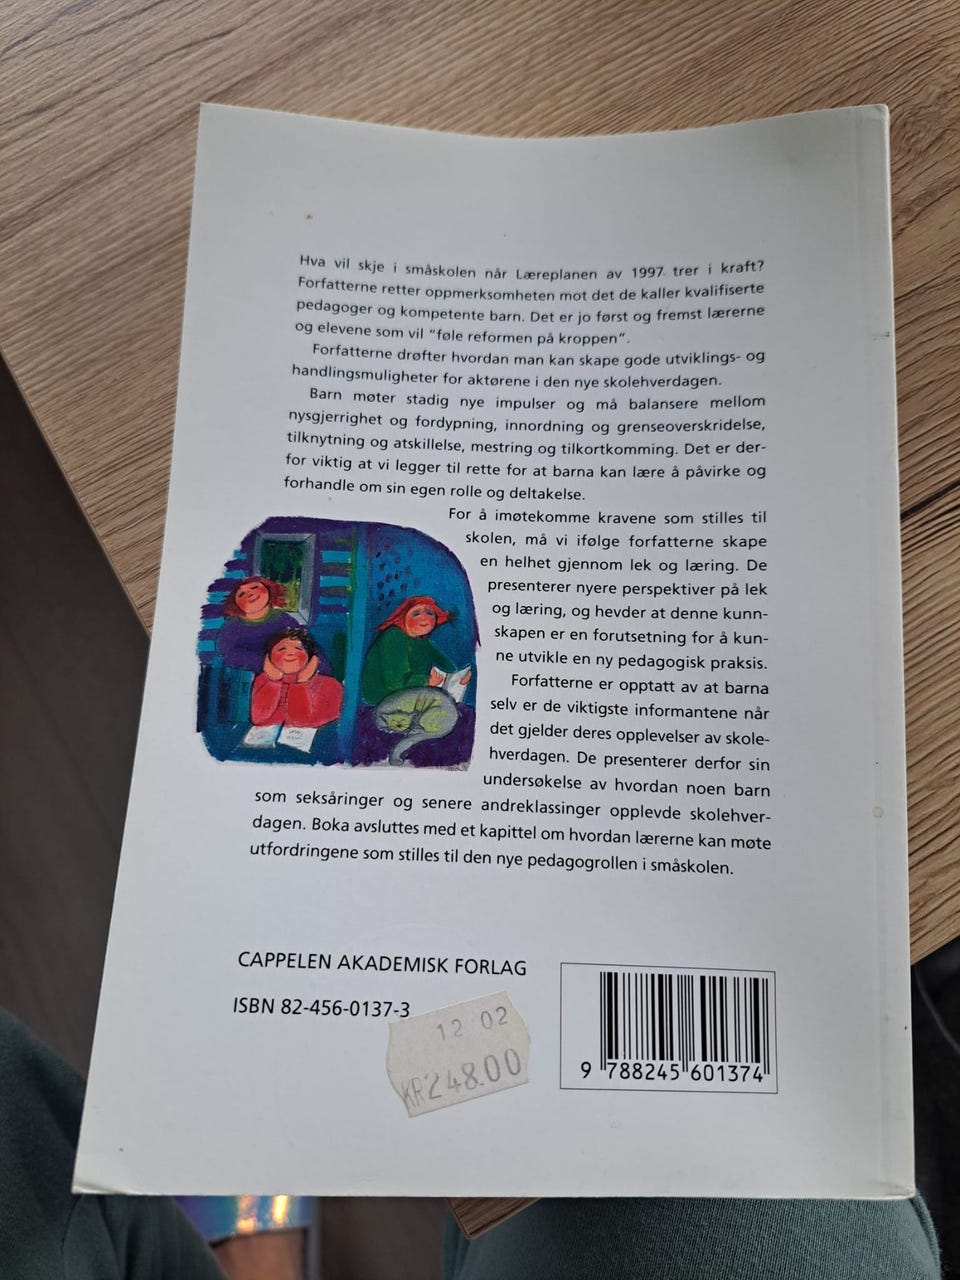 Hva vil skje i småskolen når Læreplanen av 1997 trer i kraft?
Forfatterne retter oppmerksomheten mot det de kaller kvalifiserte
pedagoger og kompetente barn. Det er jo først og fremst lærerne
og elevene som vil "føle reformen på kroppen".
Forfatterne drøfter hvordan man kan skape gode utviklings- og
handlingsmuligheter for aktørene i den nye skolehverdagen.
Barn møter stadig nye impulser og må balansere mellom
nysgjerrighet og fordypning, innordning og grenseoverskridelse,
tilknytning og atskillelse, mestring og tilkortkomming. Det er der-
for viktig at vi legger til rette for at barna kan lære å påvirke og
forhandle om sin egen rolle og deltakelse.
For å imøtekomme kravene som stilles til
skolen, må vi ifølge forfatterne skape
en helhet gjennom lek og læring. De
presenterer nyere perspektiver på lek
og læring, og hevder at denne kunn-
skapen er en forutsetning for å kun-
ne utvikle en ny pedagogisk praksis.
Forfatterne er opptatt av at barna
selv er de viktigste informantene når
det gjelder deres opplevelser av skole-
hverdagen. De presenterer derfor sin
undersøkelse av hvordan noen barn
som seksåringer og senere andreklassinger opplevde skolehver-
dagen. Boka avsluttes med et kapittel om hvordan lærerne kan møte
utfordringene som stilles til den nye pedagogrollen i småskolen.
CAPPELEN AKADEMISK FORLAG
ISBN 82-456-0137-3
12 02
KR248.00
9 788245 601374